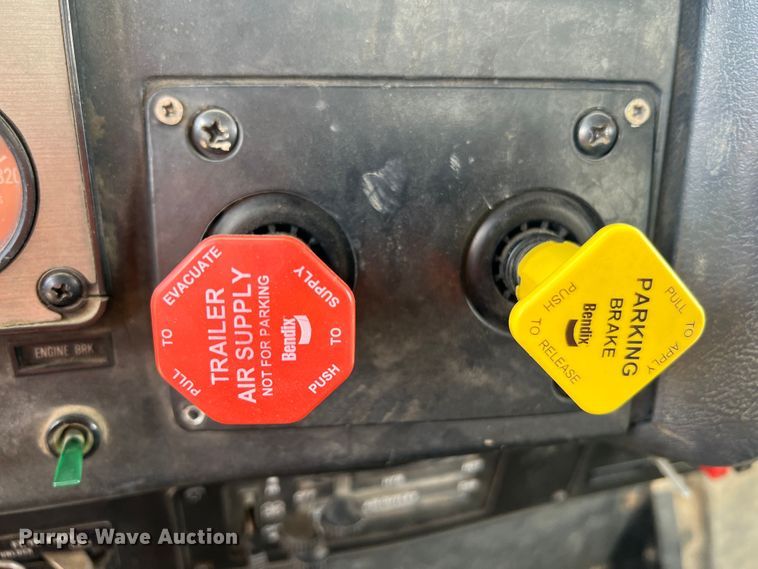 320
ENGINE BRK
PULL TO EVACUATE
TRAILER
AIR SUPPLY
NOT FOR PARKING
Bendix
PUSH TO SUPPLY
PULL TO APPLY
PARKING
BRAKE
Bendix
PUSH TO RELEASE
Purple Wave Auction